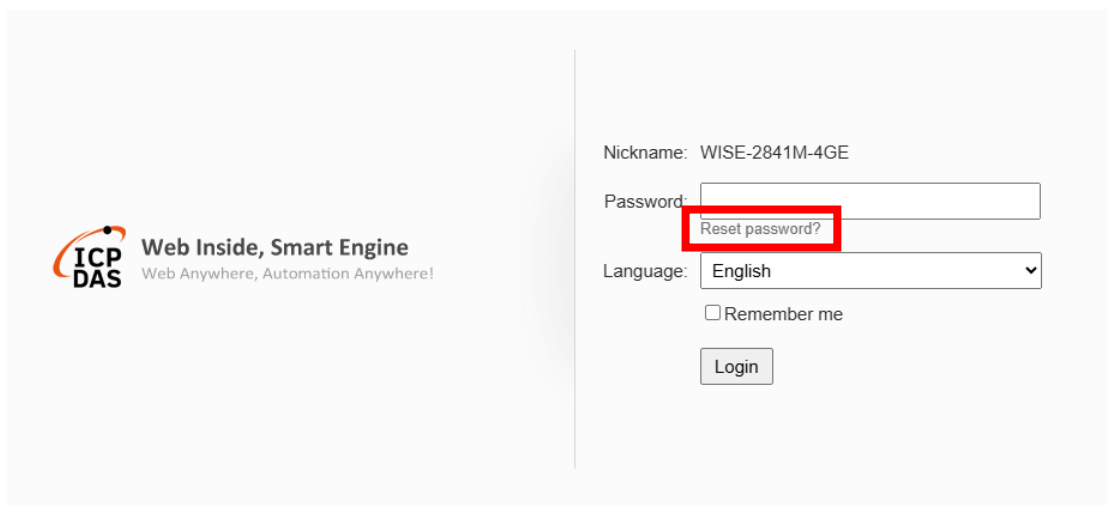 ICP
DAS
Web Inside, Smart Engine
Web Anywhere, Automation Anywhere!
Nickname: WISE-2841M-4GE
Password:
Reset password?
Language: English
Remember me
Login